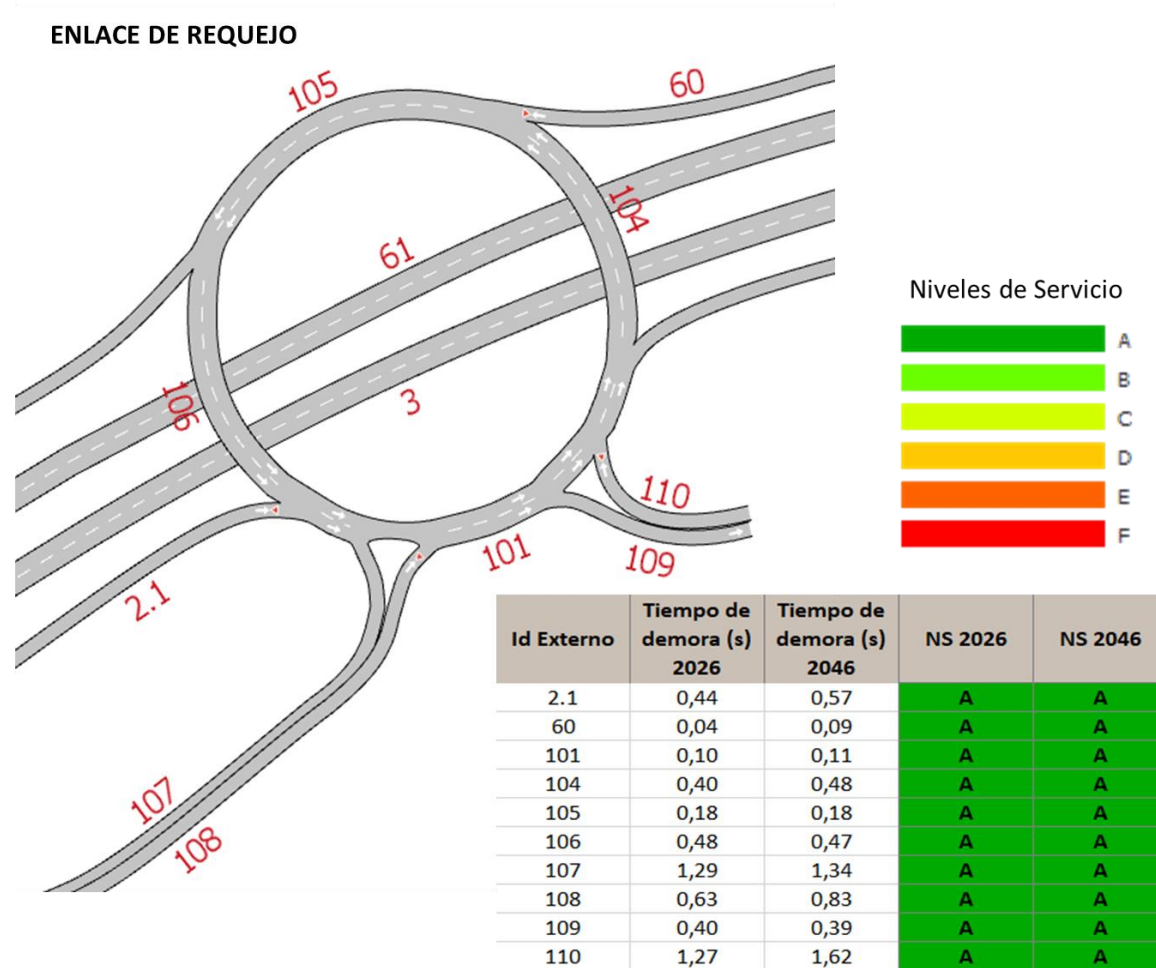 ENLACE DE REQUEJO
105
60
104
61
106
3
110
101
109
2.1
107
108
Niveles de Servicio
A
B
C
D
E
F
Id Externo Tiempo de demora (s) 2026 Tiempo de demora (s) 2046 NS 2026 NS 2046
2.1 0,44 0,57 A A
60 0,04 0,09 A A
101 0,10 0,11 A A
104 0,40 0,48 A A
105 0,18 0,18 A A
106 0,48 0,47 A A
107 1,29 1,34 A A
108 0,63 0,83 A A
109 0,40 0,39 A A
110 1,27 1,62 A A